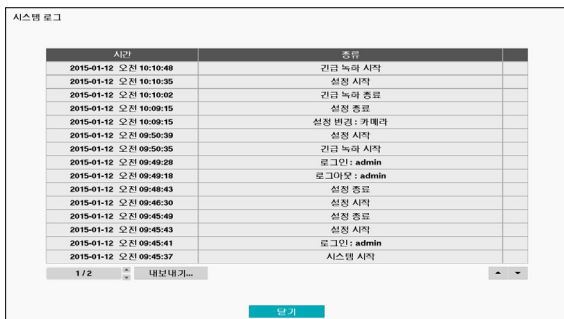 시스템 로그
시간 종류
2015-01-12 오전 10:10:48 긴급 녹화 시작
2015-01-12 오전 10:10:35 설정 시작
2015-01-12 오전 10:10:02 긴급 녹화 종료
2015-01-12 오전 10:09:15 설정 종료
2015-01-12 오전 10:09:15 설정 변경 : 카메라
2015-01-12 오전 09:50:39 설정 시작
2015-01-12 오전 09:50:35 긴급 녹화 시작
2015-01-12 오전 09:49:28 로그인 : admin
2015-01-12 오전 09:49:18 로그아웃 : admin
2015-01-12 오전 09:48:43 설정 종료
2015-01-12 오전 09:46:30 설정 시작
2015-01-12 오전 09:45:49 설정 종료
2015-01-12 오전 09:45:43 설정 시작
2015-01-12 오전 09:45:41 로그인 : admin
2015-01-12 오전 09:45:37 시스템 시작
1 / 2 내보내기...
닫기